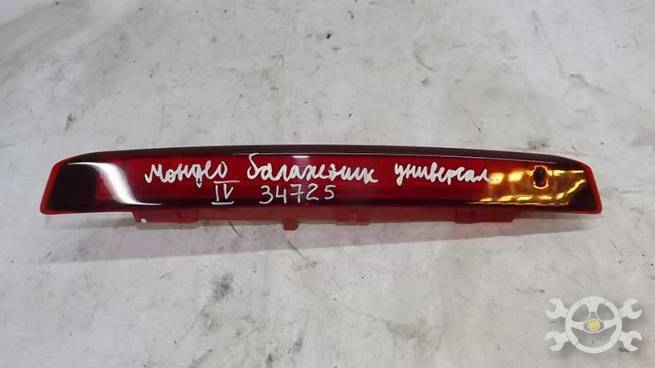 Мондео багажник универсал
IV 34725